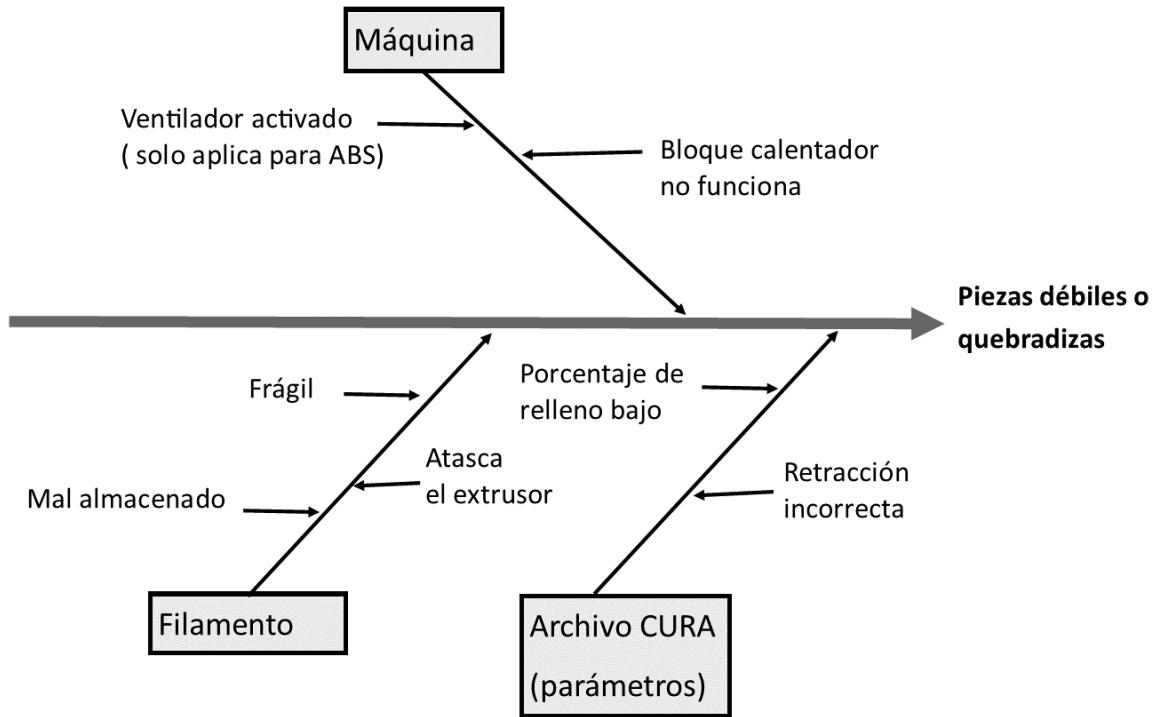 Máquina
Ventilador activado
( solo aplica para ABS)
Bloque calentador
no funciona
Piezas débiles o
quebradizas
Frágil
Porcentaje de
relleno bajo
Atasca
el extrusor
Mal almacenado
Retracción
incorrecta
Filamento
Archivo CURA
(parámetros)